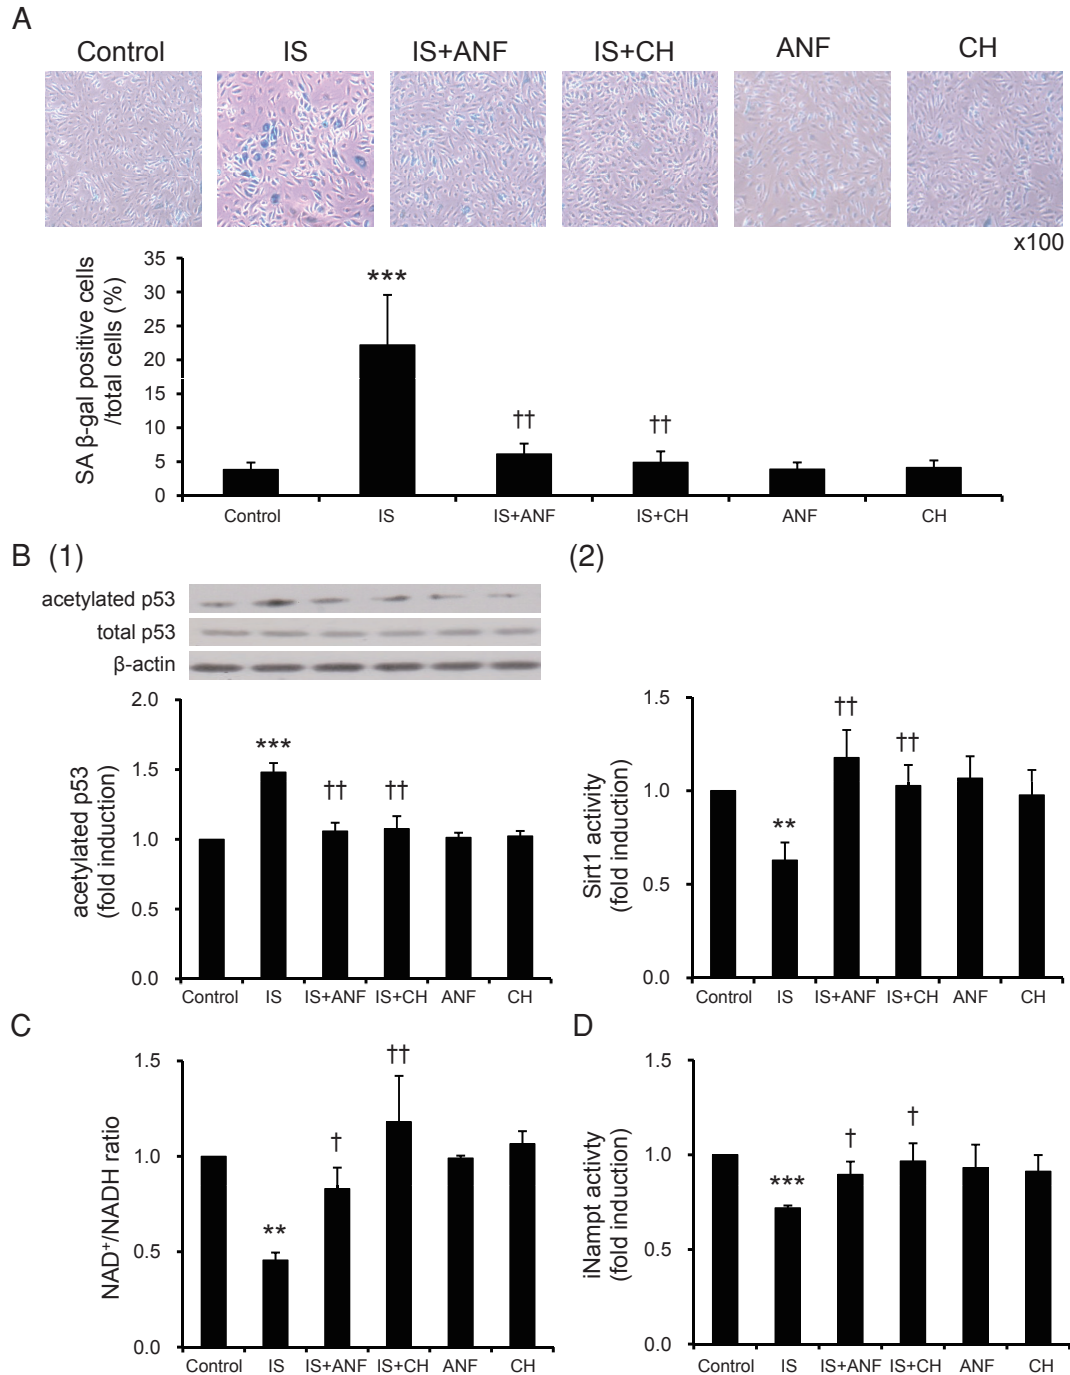 A
Control IS IS+ANF IS+CH ANF CH
x100
SA β-gal positive cells
/total cells (%)
35
30
25
20
15
10
5
0
***
††
††
Control IS IS+ANF IS+CH ANF CH
B (1)
acetylated p53
total p53
β-actin
acetylated p53
(fold induction)
2.0
1.5
1.0
0.5
0.0
***
††
††
Control IS IS+ANF IS+CH ANF CH
(2)
Sirt1 activity
(fold induction)
1.5
1.0
0.5
0.0
**
††
††
Control IS IS+ANF IS+CH ANF CH
C
NAD+/NADH ratio
1.5
1.0
0.5
0.0
**
†
††
Control IS IS+ANF IS+CH ANF CH
D
iNampt activty
(fold induction)
1.5
1.0
0.5
0.0
***
†
†
Control IS IS+ANF IS+CH ANF CH